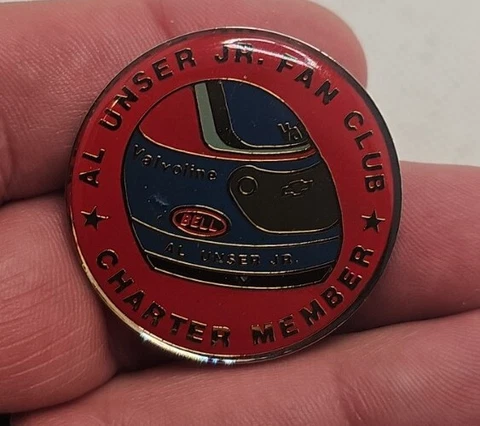 AL UNSER JR. FAN CLUB
Valvoline
BELL
AL UNSER JR.
★ CHARTER MEMBER ★